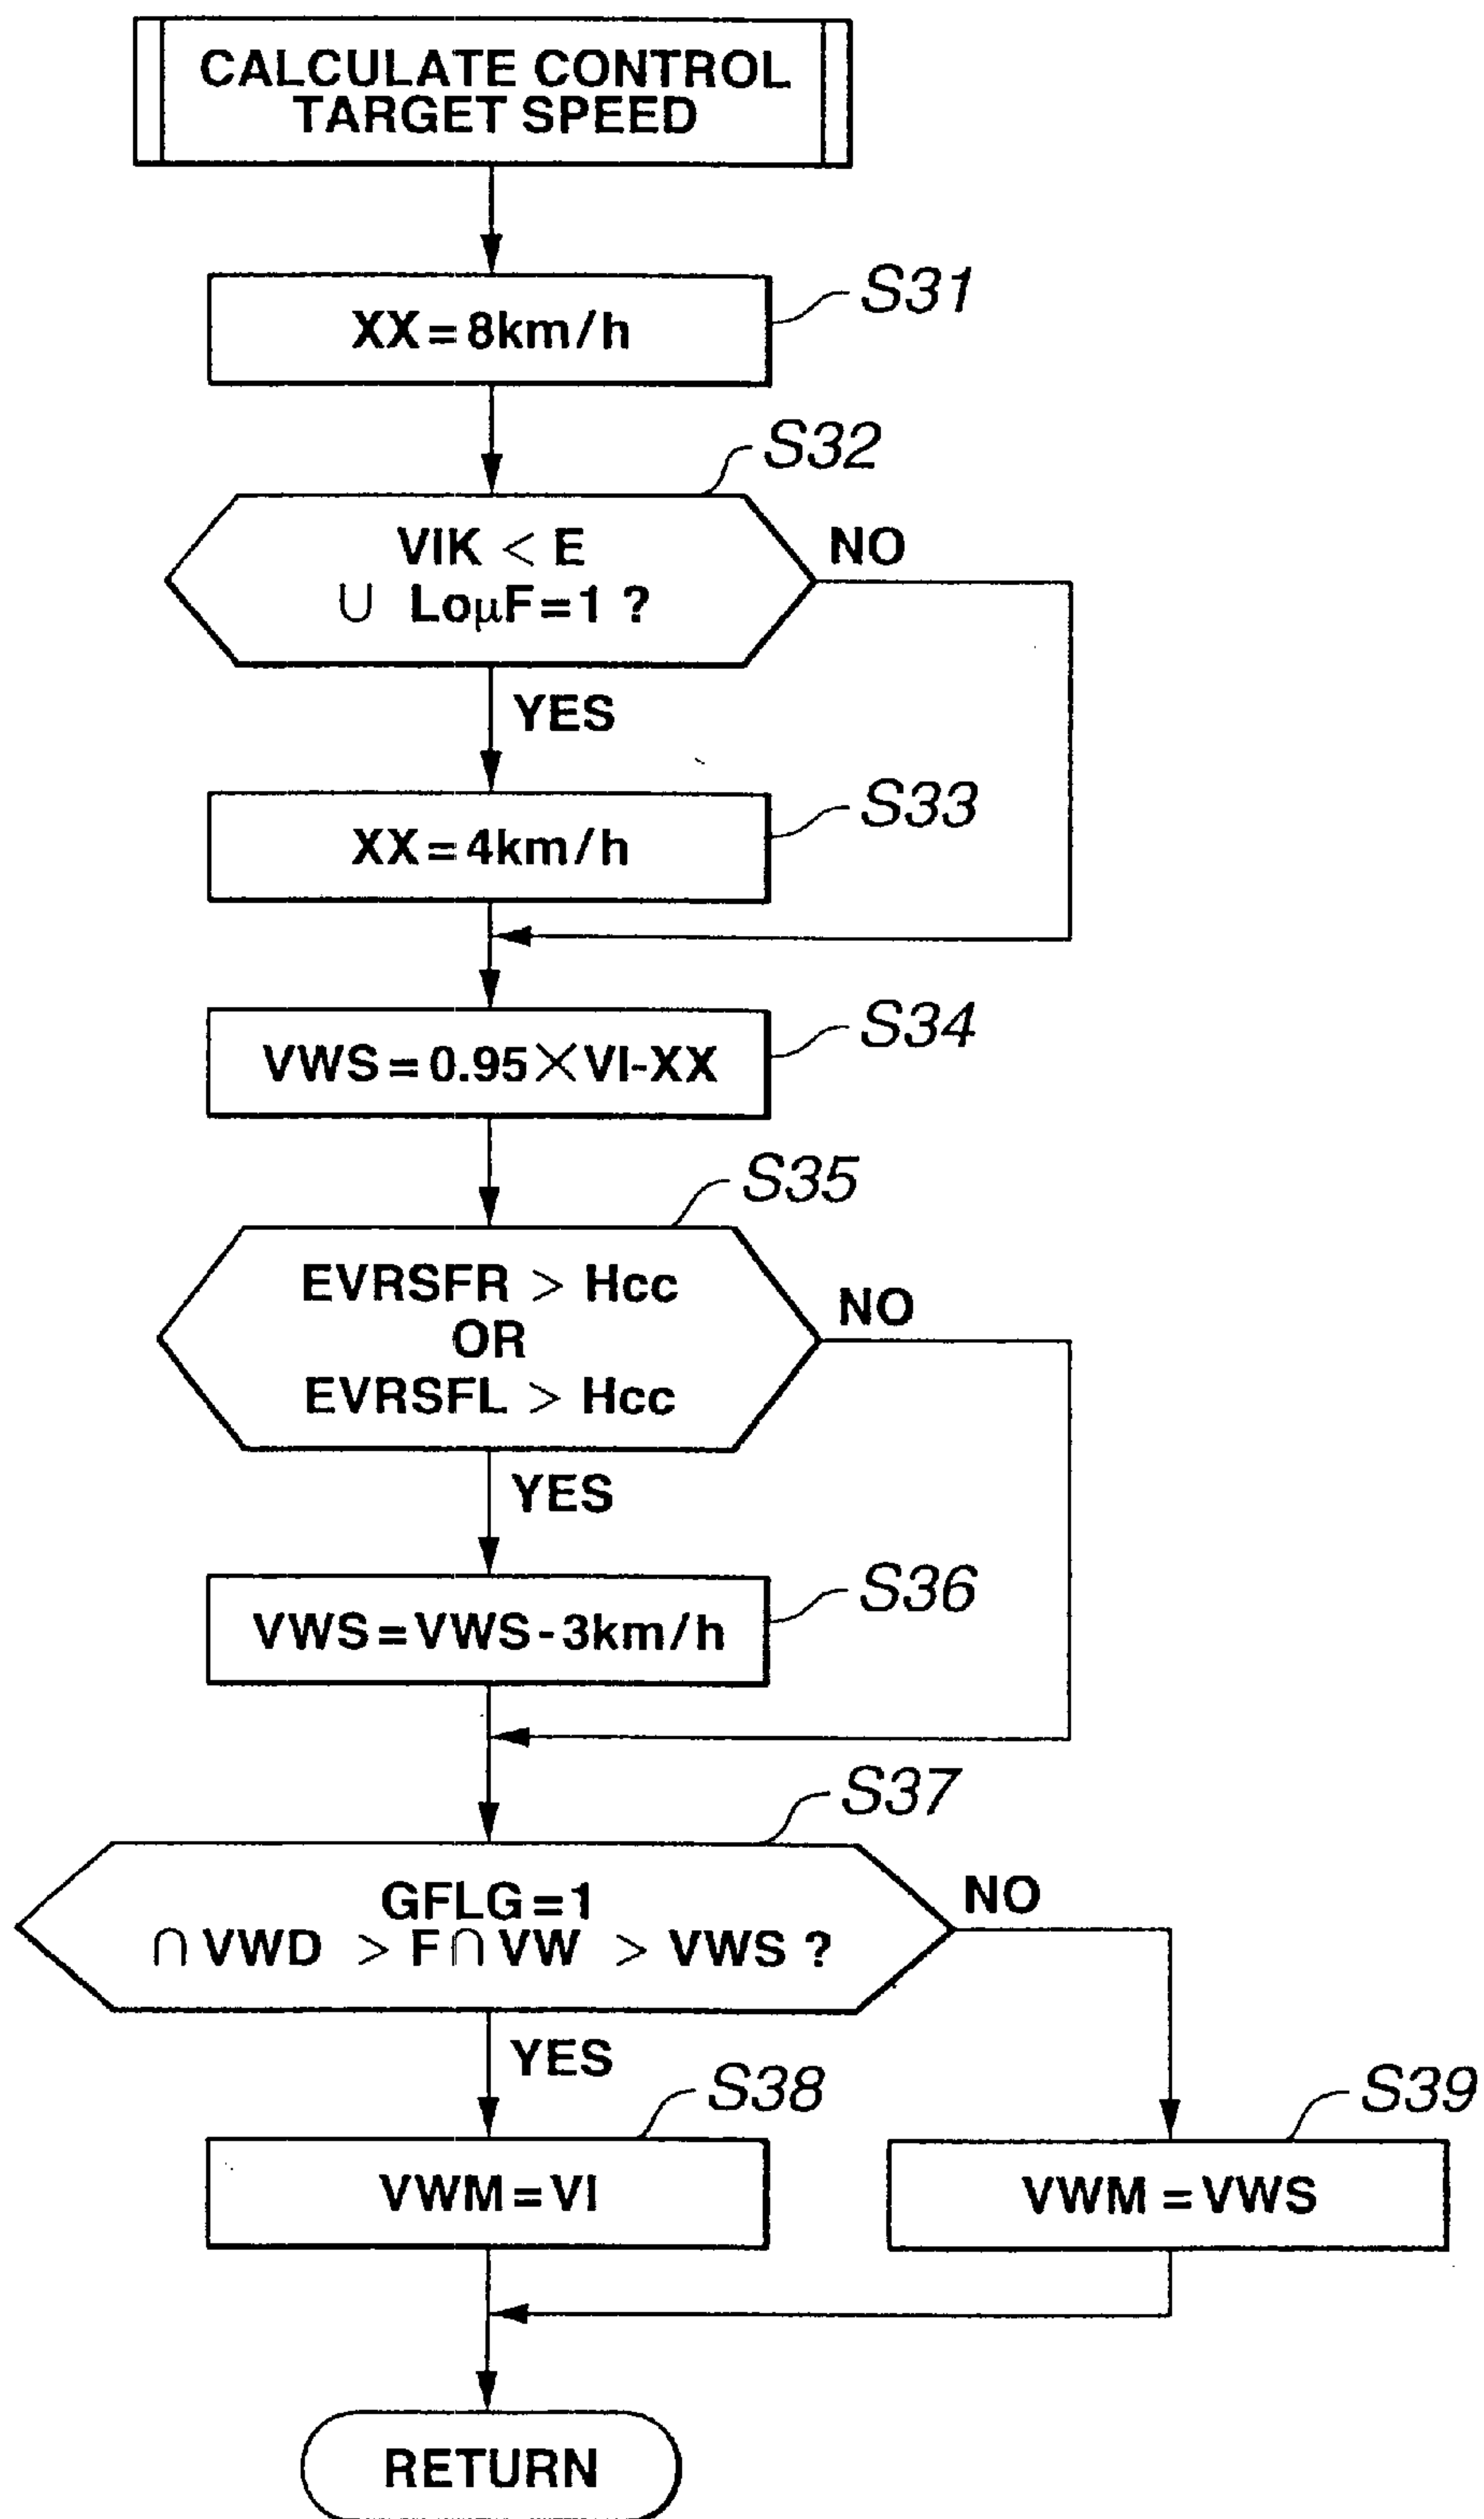 CALCULATE CONTROL
TARGET SPEED
S31
XX=8km/h
S32
VIK < E
∪ LoμF=1 ?
NO
YES
S33
XX=4km/h
S34
VWS=0.95×VI-XX
S35
EVRSFR > Hcc
OR
EVRSFL > Hcc
NO
YES
S36
VWS=VWS-3km/h
S37
GFLG=1
∩ VWD > F∩VW > VWS ?
NO
YES
S38
VWM=VI
S39
VWM=VWS
RETURN